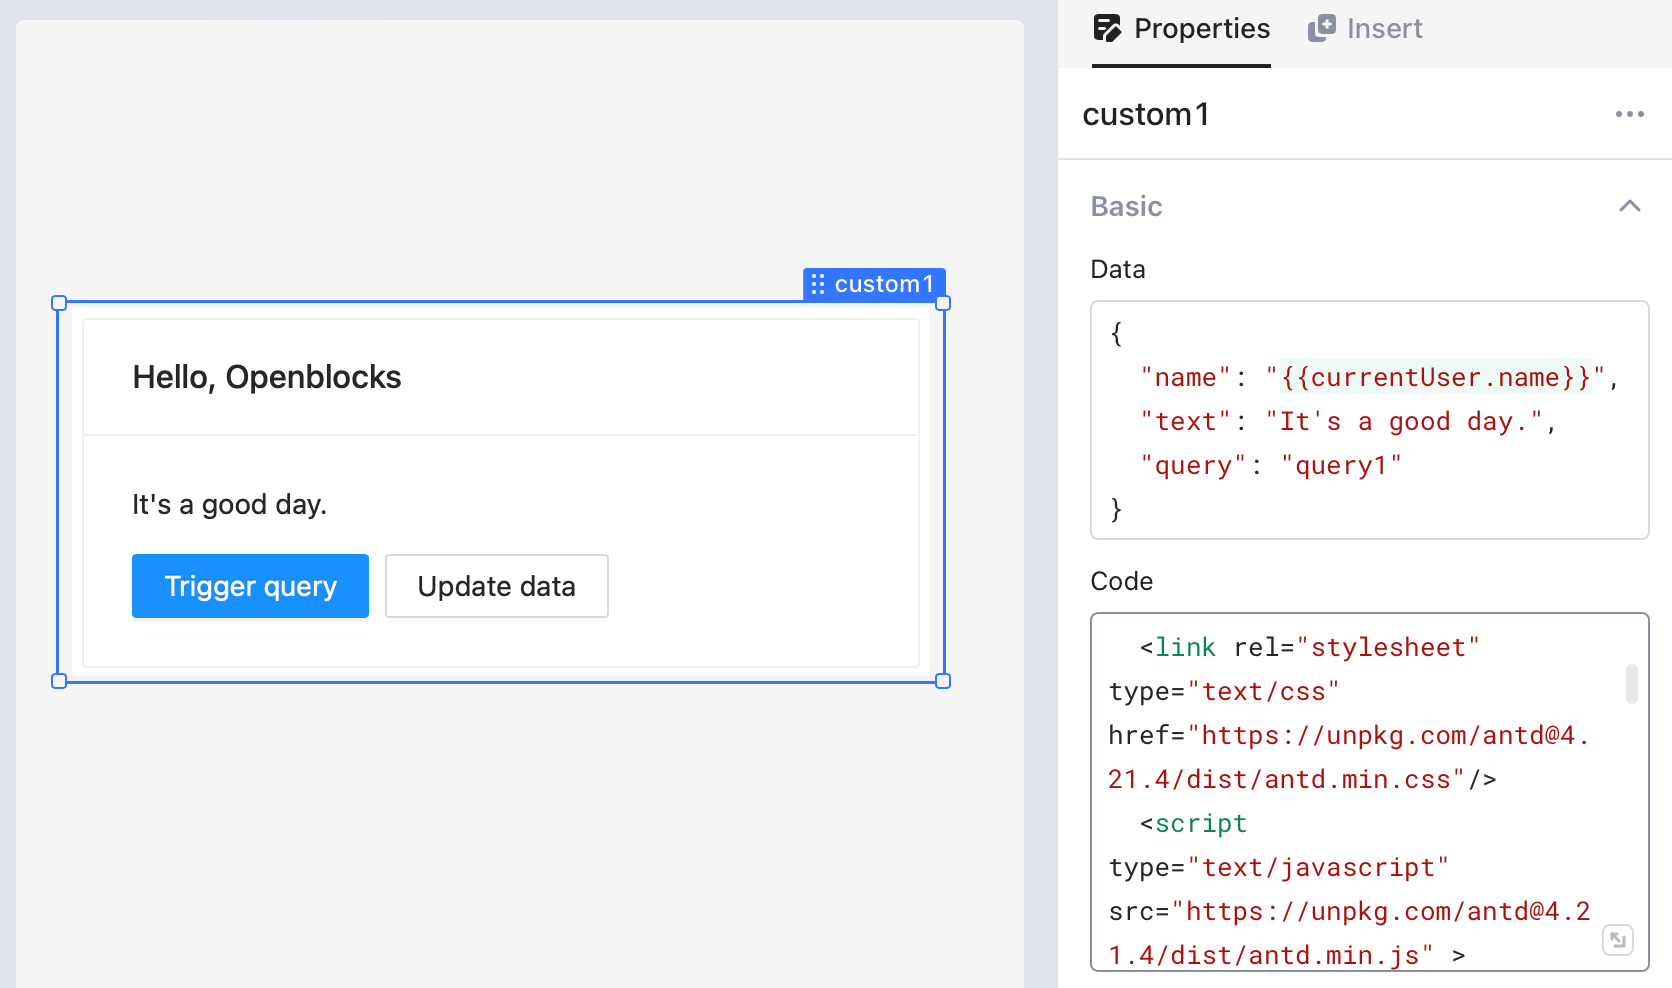 custom1
Hello, Openblocks
It's a good day.
Trigger query
Update data
Properties
Insert
custom1
Basic
Data
{
"name": "{{currentUser.name}}",
"text": "It's a good day.",
"query": "query1"
}
Code
<link rel="stylesheet"
type="text/css"
href="https://unpkg.com/antd@4.
21.4/dist/antd.min.css"/>
<script
type="text/javascript"
src="https://unpkg.com/antd@4.2
1.4/dist/antd.min.js" >